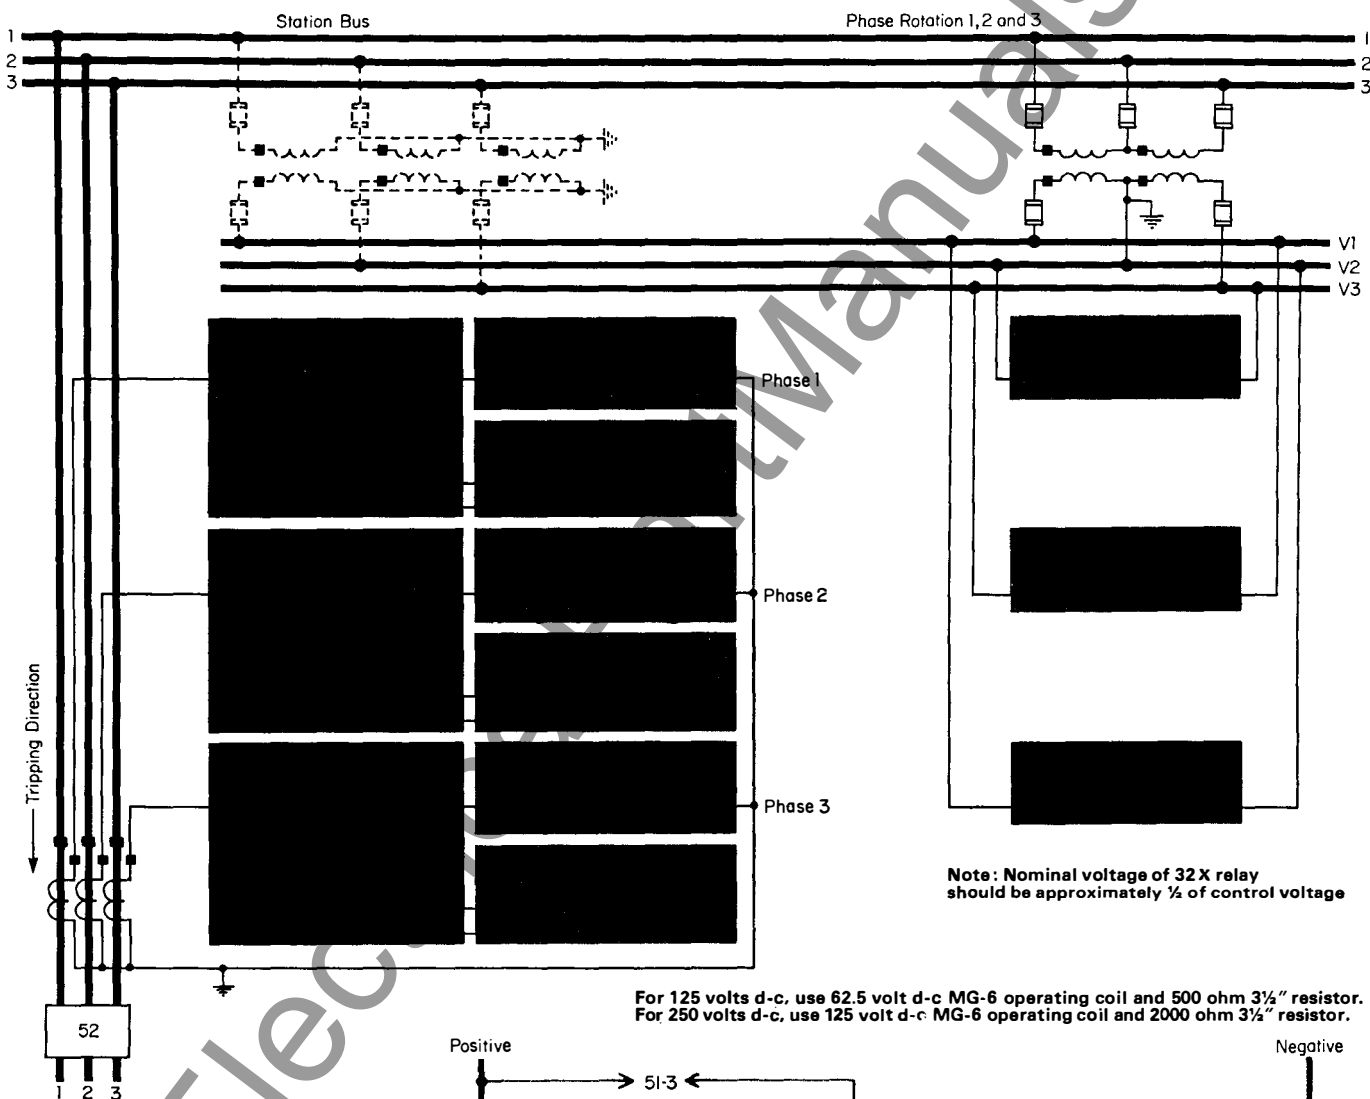 Station Bus
Phase Rotation 1,2 and 3
1
1
2
2
3
3
V1
V2
V3
Phase 1
Phase 2
Tripping Direction
Phase 3
Note: Nominal voltage of 32X relay
should be approximately ½ of control voltage
For 125 volts d-c, use 62.5 volt d-c MG-6 operating coil and 500 ohm 3½" resistor.
For 250 volts d-c, use 125 volt d-c MG-6 operating coil and 2000 ohm 3½" resistor.
52
Positive
Negative
51-3
1 2 3